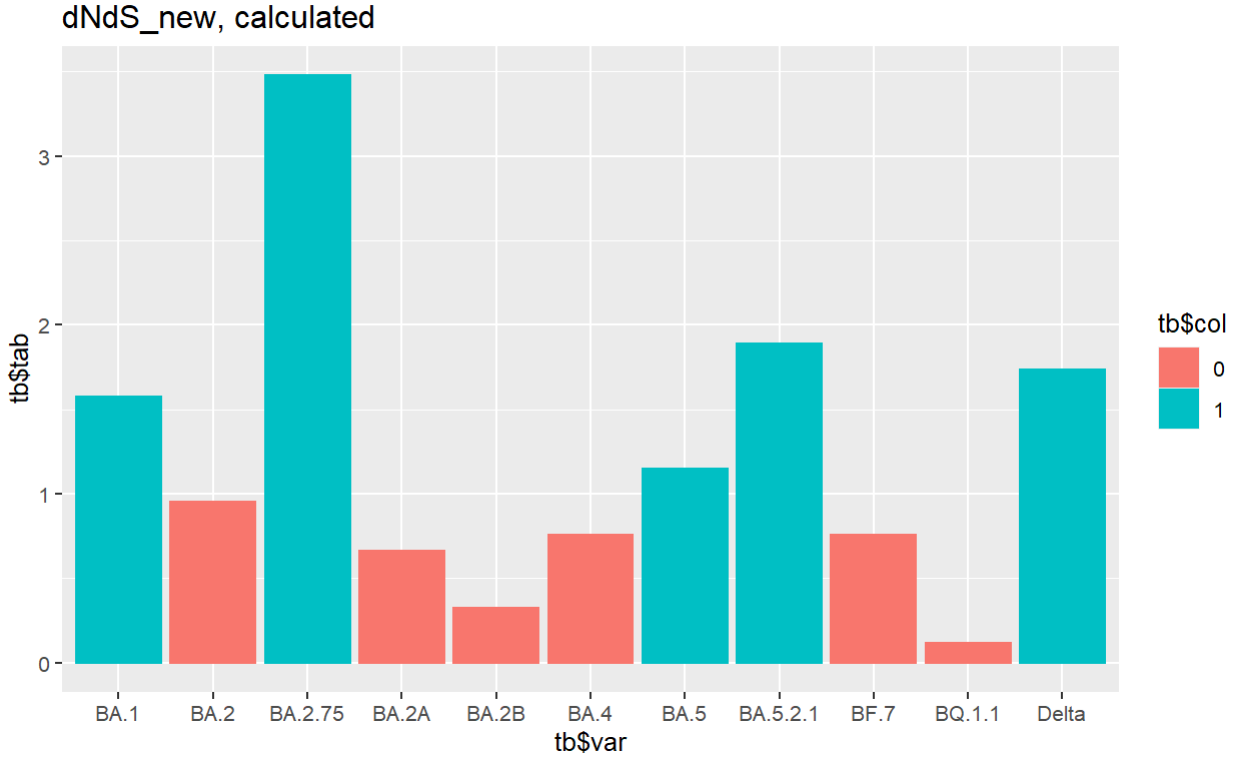 dNdS_new, calculated
tb$tab
3
2
1
0
BA.1 BA.2 BA.2.75 BA.2A BA.2B BA.4 BA.5 BA.5.2.1 BF.7 BQ.1.1 Delta
tb$var
tb$col
0
1